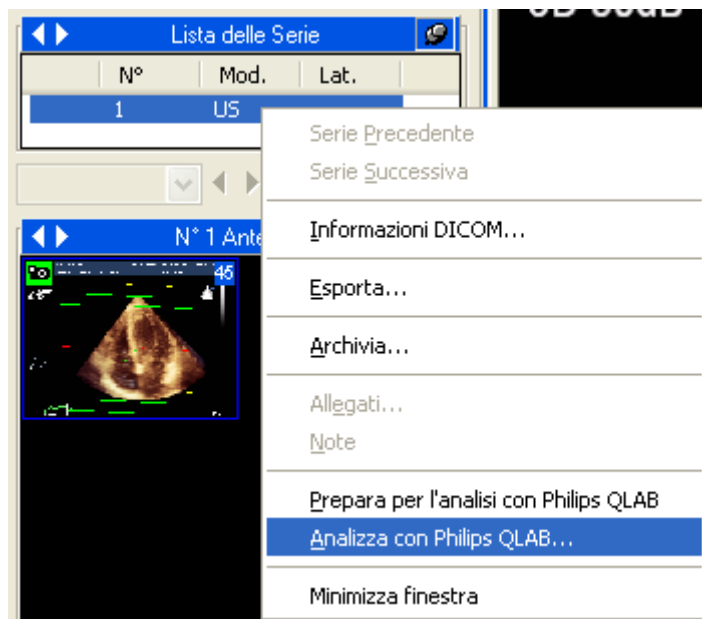 Lista delle Serie
N° Mod. Lat.
1 US
Serie Precedente
Serie Successiva
N° 1 Ante
Informazioni DICOM...
45
Esporta...
Archivia...
Allegati...
Note
Prepara per l'analisi con Philips QLAB
Analizza con Philips QLAB...
Minimizza finestra